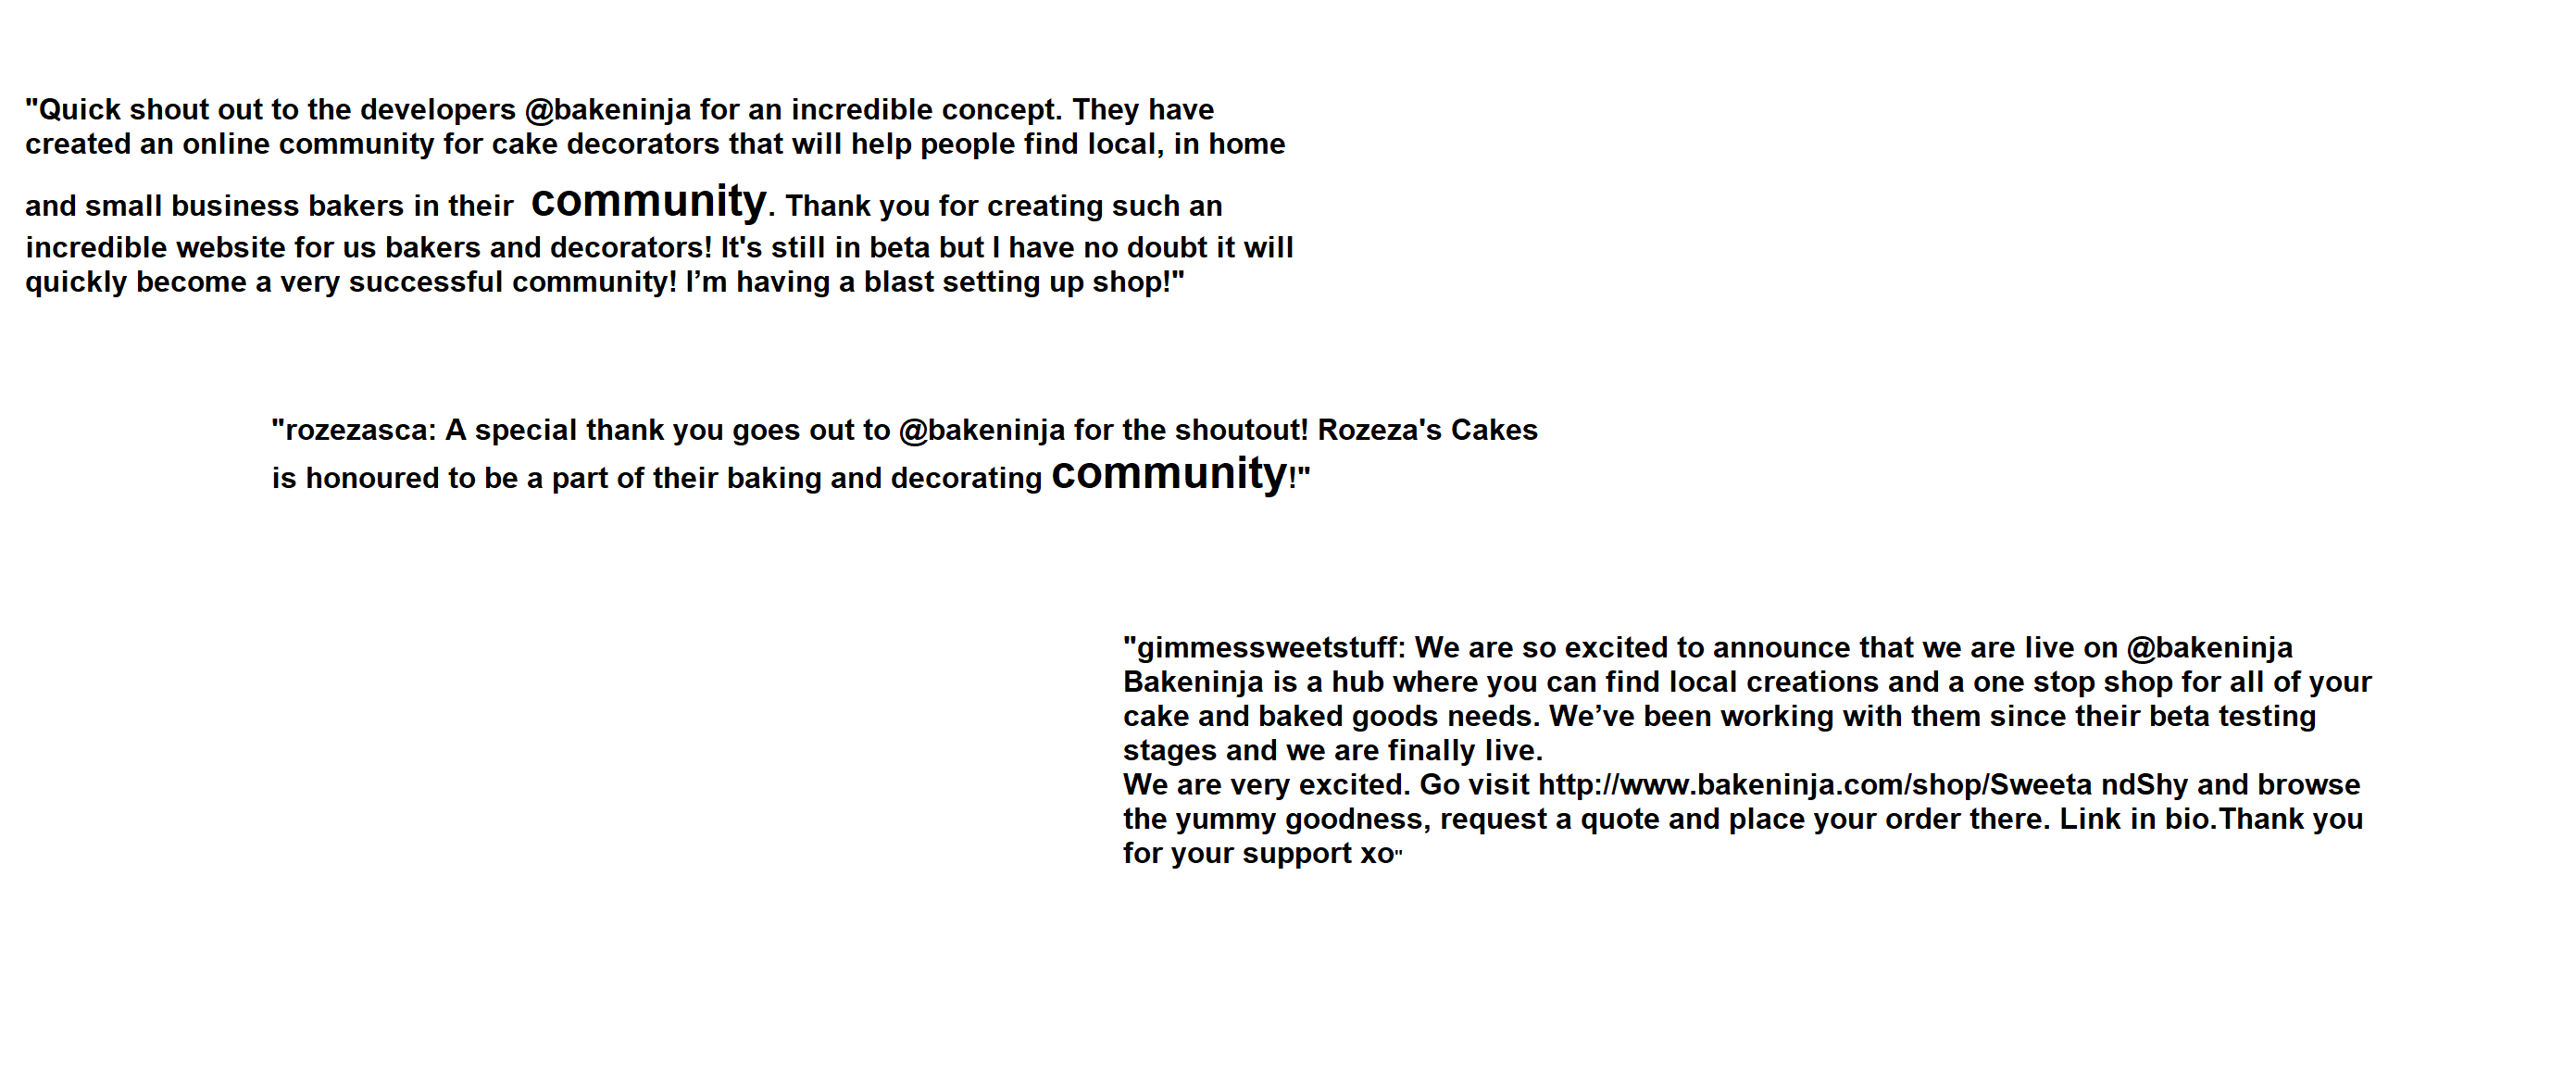 "Quick shout out to the developers @bakeninja for an incredible concept. They have
created an online community for cake decorators that will help people find local, in home
and small business bakers in their community. Thank you for creating such an
incredible website for us bakers and decorators! It's still in beta but I have no doubt it will
quickly become a very successful community! I’m having a blast setting up shop!"
"rozezasca: A special thank you goes out to @bakeninja for the shoutout! Rozeza's Cakes
is honoured to be a part of their baking and decorating community!"
"gimmessweetstuff: We are so excited to announce that we are live on @bakeninja
Bakeninja is a hub where you can find local creations and a one stop shop for all of your
cake and baked goods needs. We’ve been working with them since their beta testing
stages and we are finally live.
We are very excited. Go visit http://www.bakeninja.com/shop/Sweeta ndShy and browse
the yummy goodness, request a quote and place your order there. Link in bio.Thank you
for your support xo"